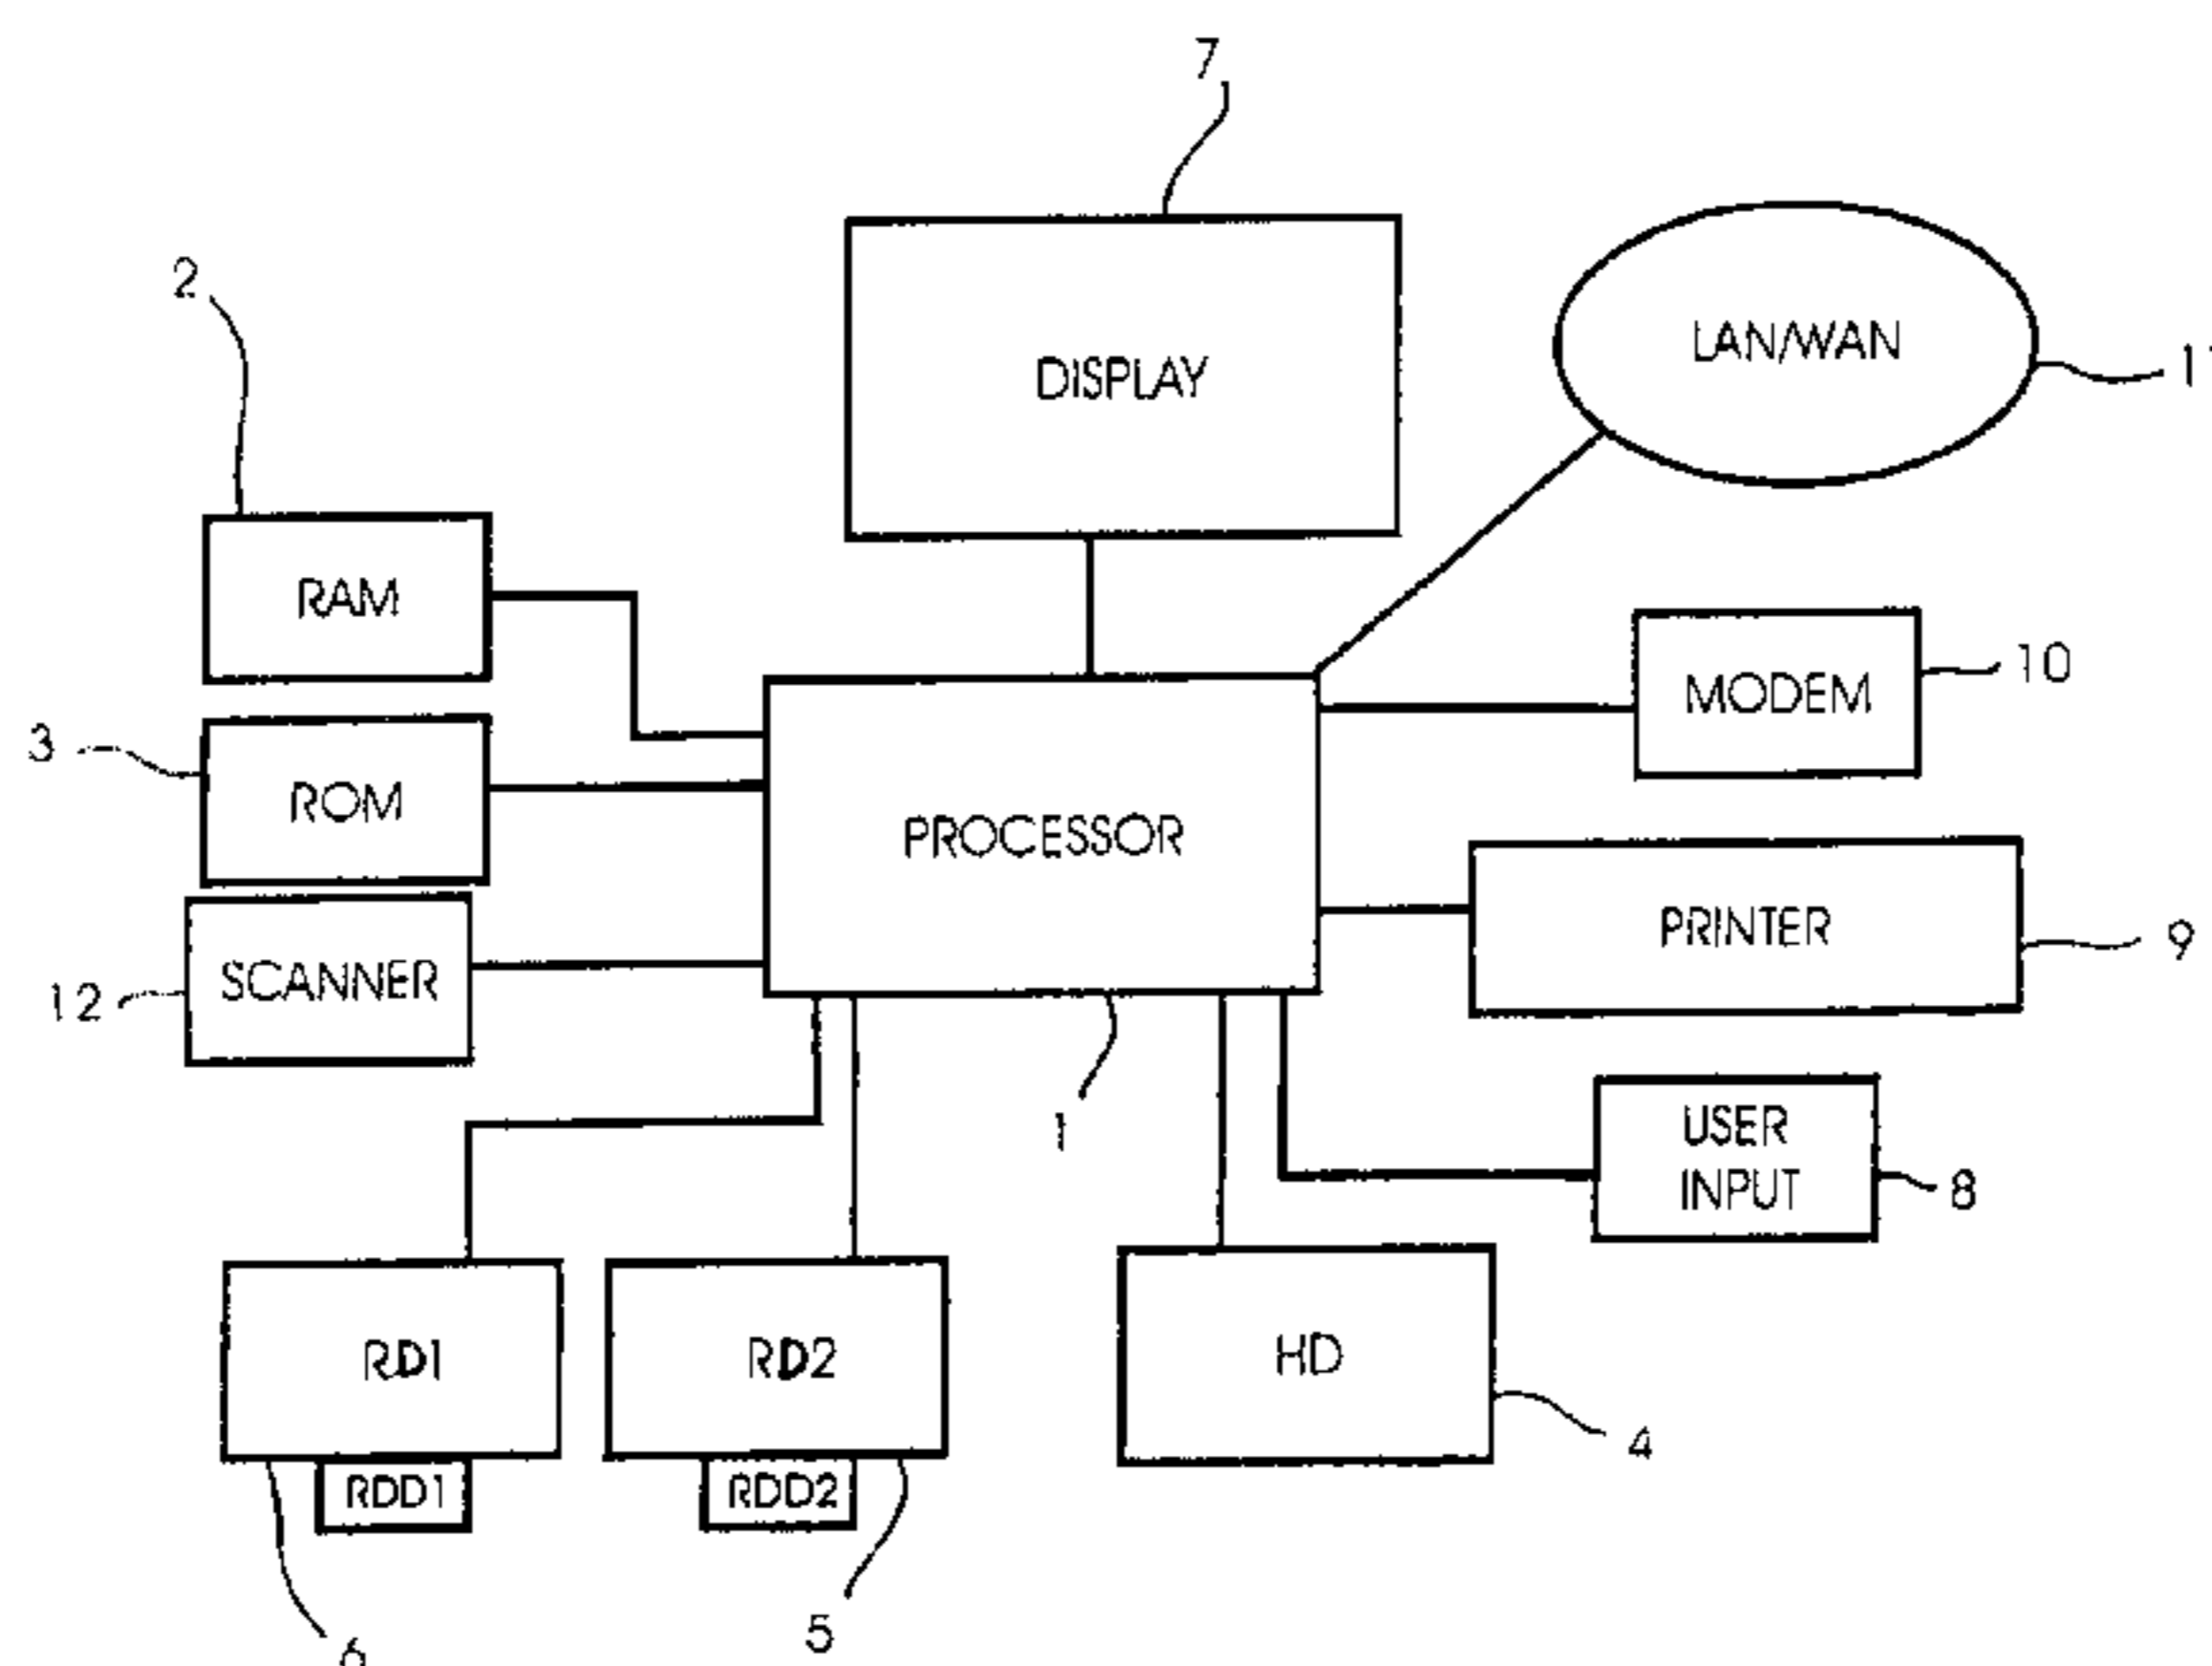 7
2
DISPLAY
LAN/WAN
11
RAM
MODEM
10
3
ROM
PROCESSOR
PRINTER
9
12
SCANNER
1
USER
INPUT
8
RD1
RD2
HD
4
RDD1
RDD2
5
6